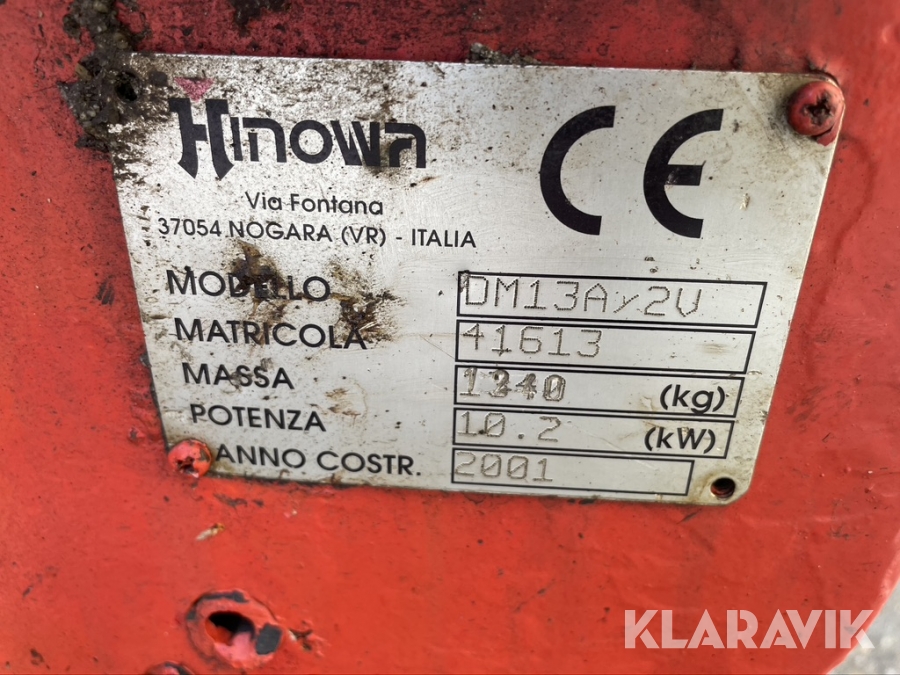 Hinowa
CE
Via Fontana
37054 NOGARA (VR) - ITALIA
MODELLO DM13A/2V
MATRICOLA 41613
MASSA 1340 (kg)
POTENZA 10.2 (kW)
ANNO COSTR. 2001
KLARAVIK